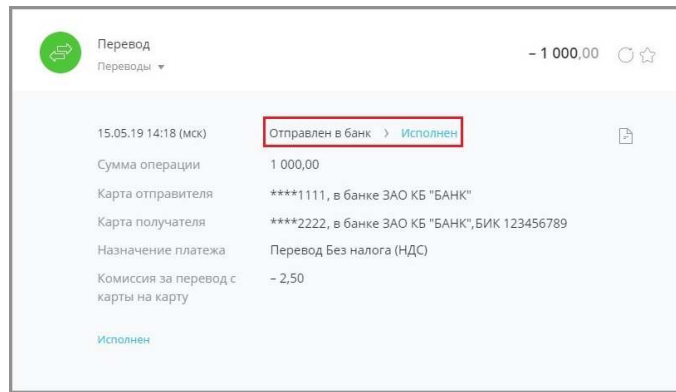 Перевод
– 1 000,00
Переводы
15.05.19 14:18 (мск) Отправлен в банк > Исполнен
Сумма операции 1 000,00
Карта отправителя ****1111, в банке ЗАО КБ "БАНК"
Карта получателя ****2222, в банке ЗАО КБ "БАНК",БИК 123456789
Назначение платежа Перевод Без налога (НДС)
Комиссия за перевод с – 2,50
карты на карту
Исполнен